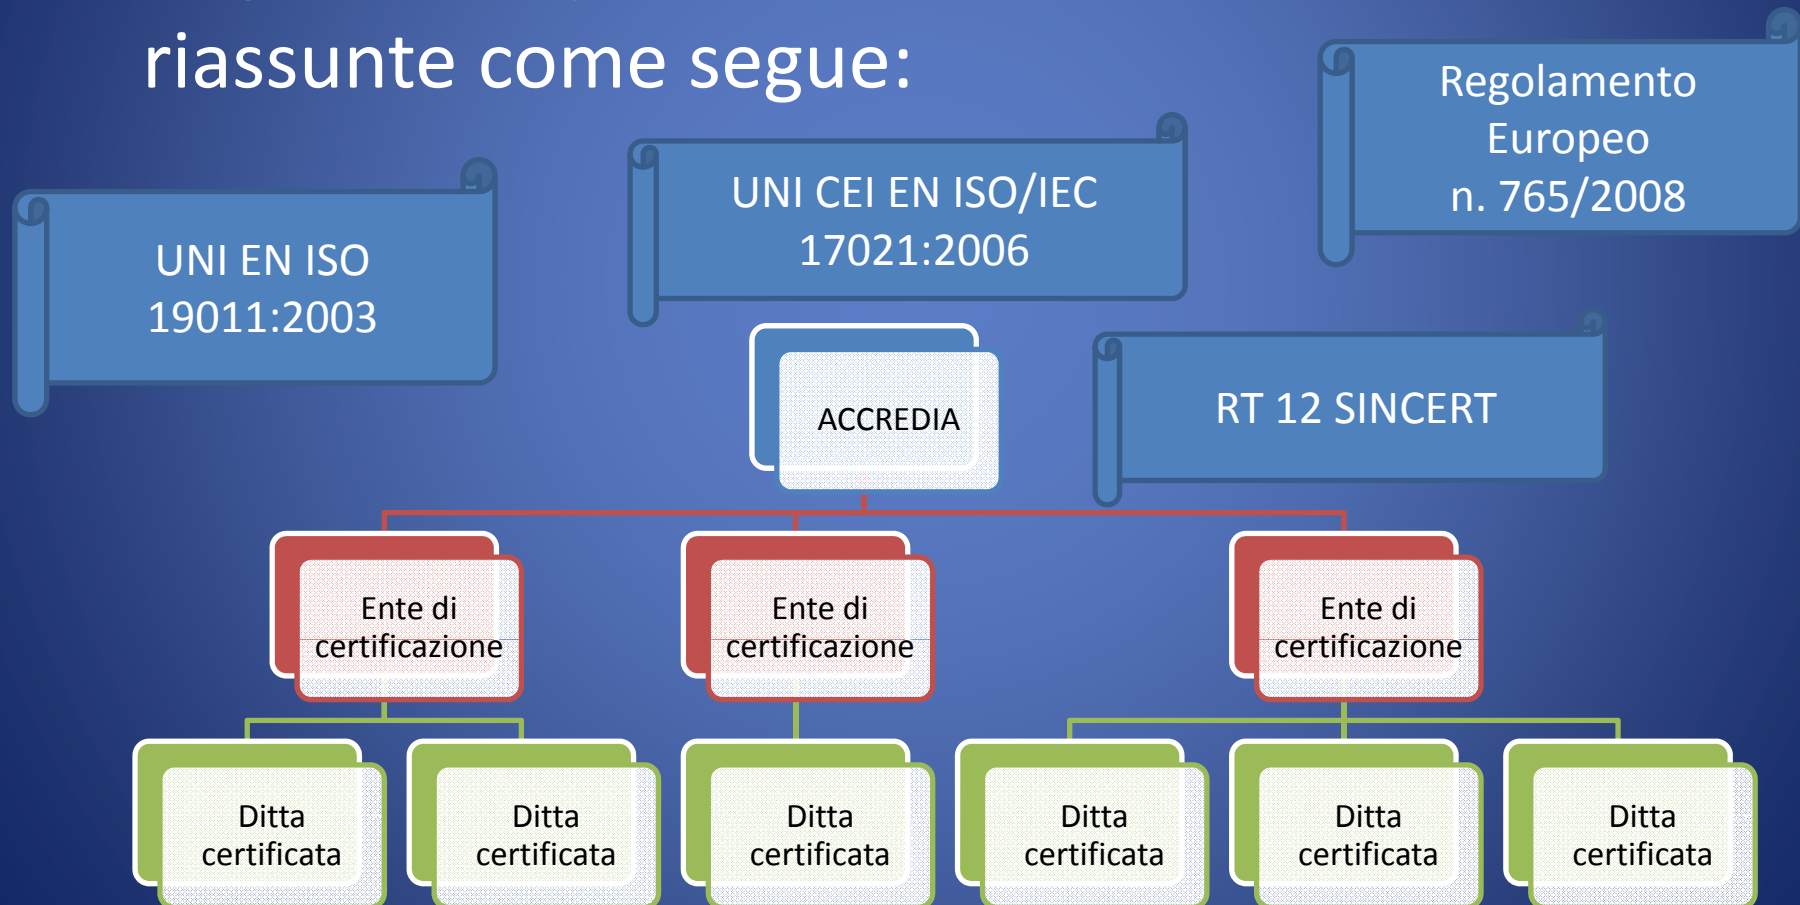 riassunte come segue:
Regolamento
Europeo
n. 765/2008
UNI CEI EN ISO/IEC
17021:2006
UNI EN ISO
19011:2003
RT 12 SINCERT
ACCREDIA
Ente di
certificazione
Ente di
certificazione
Ente di
certificazione
Ditta
certificata
Ditta
certificata
Ditta
certificata
Ditta
certificata
Ditta
certificata
Ditta
certificata